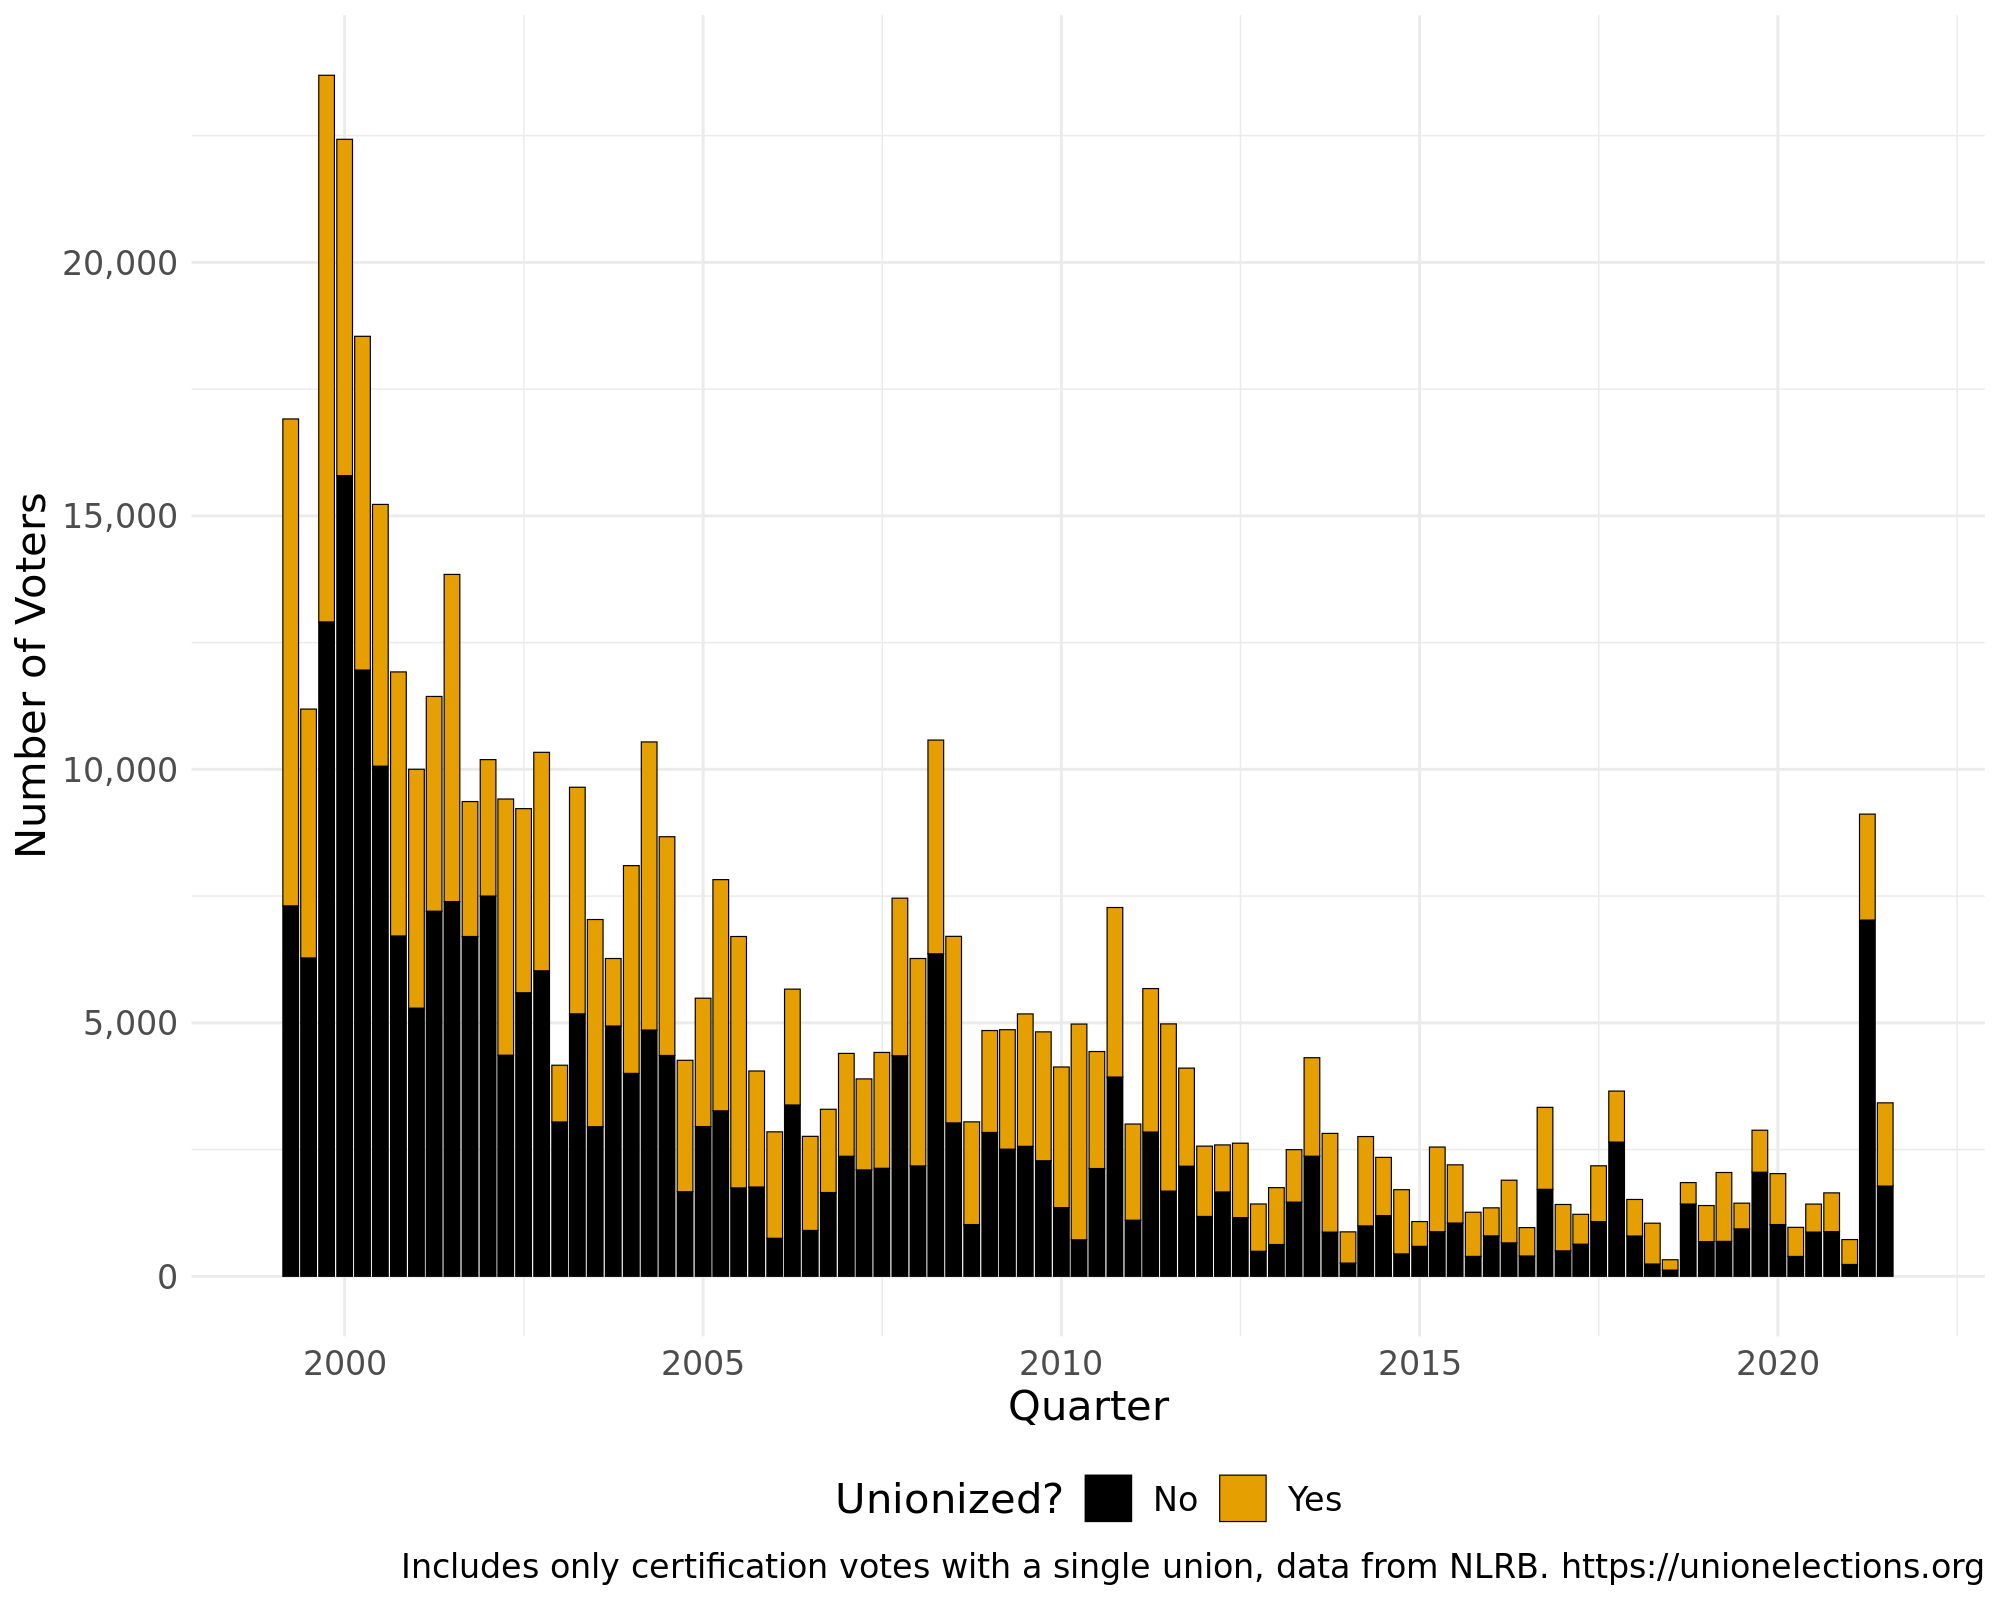 Number of Voters
20,000
15,000
10,000
5,000
0
2000 2005 2010 2015 2020
Quarter
Unionized? No Yes
Includes only certification votes with a single union, data from NLRB. https://unionelections.org